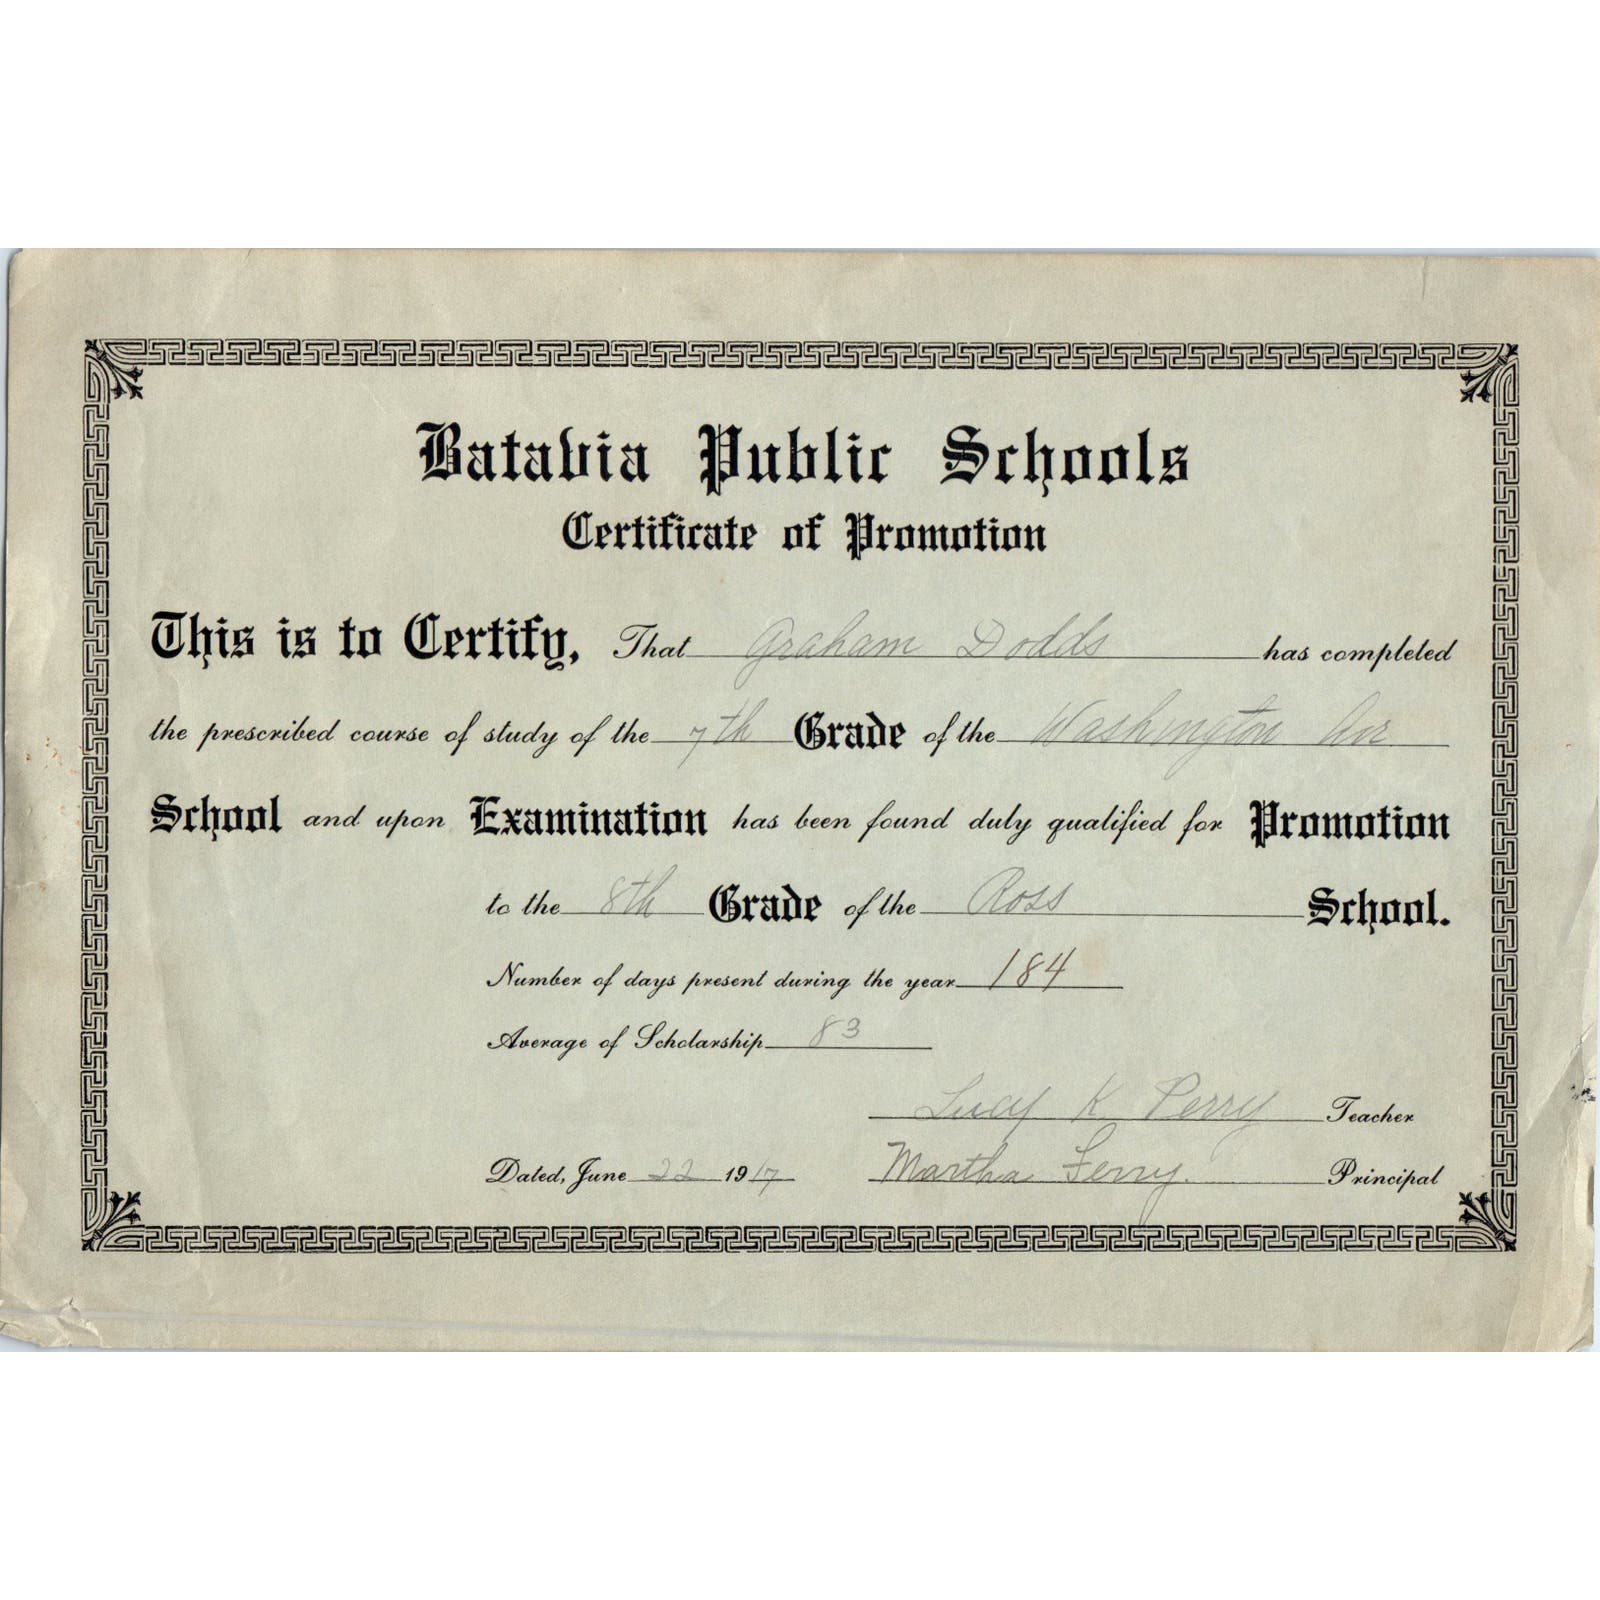 Batavia Public Schools
Certificate of Promotion
This is to Certify, That Graham Dodds has completed
the prescribed course of study of the 7th Grade of the Washington Ave
School and upon Examination has been found duly qualified for Promotion
to the 8th Grade of the Ross School.
Number of days present during the year 184
Average of Scholarship 83
Lucy K Perry Teacher
Dated, June 22 1917 Martha Ferry. Principal